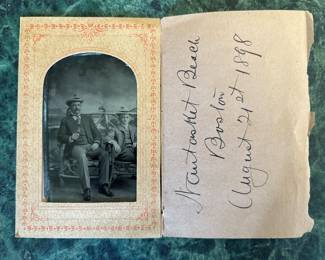 Nantasket Beach
Boston
August 21st 1898